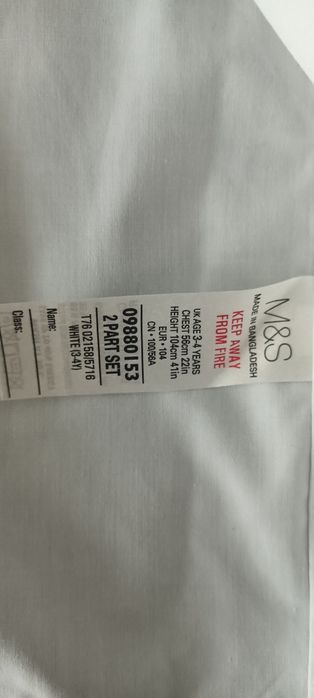 M&S
MADE IN BANGLADESH
KEEP AWAY
FROM FIRE
UK AGE 3-4 YEARS
CHEST 56cm 22in
HEIGHT 104cm 41in
EUR • 104
CN • 100/56A
09880153
2 PART SET
T76 02158/5716
WHITE (3-4Y)
Name:
Class: